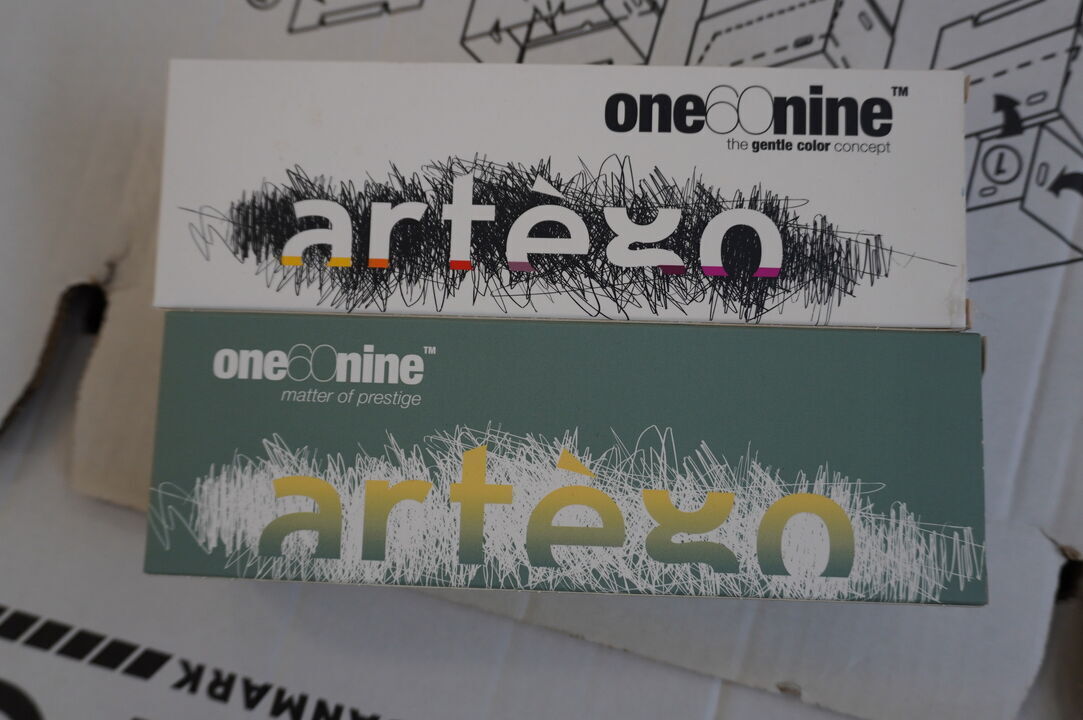 one60nine™
the gentle color concept
artègo
one60nine™
matter of prestige
artègo
L